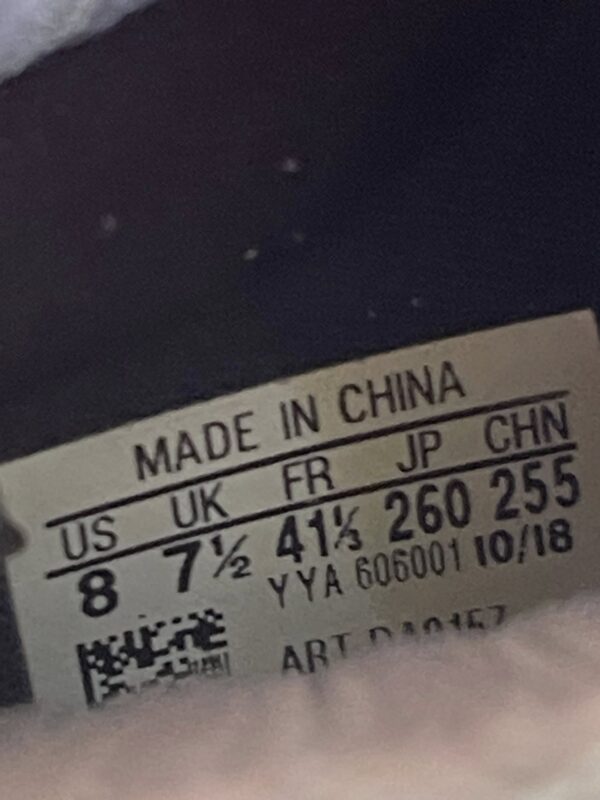 MADE IN CHINA
US UK FR JP CHN
8 7½ 41⅓ 260 255
YYA 606001 10/18
ART